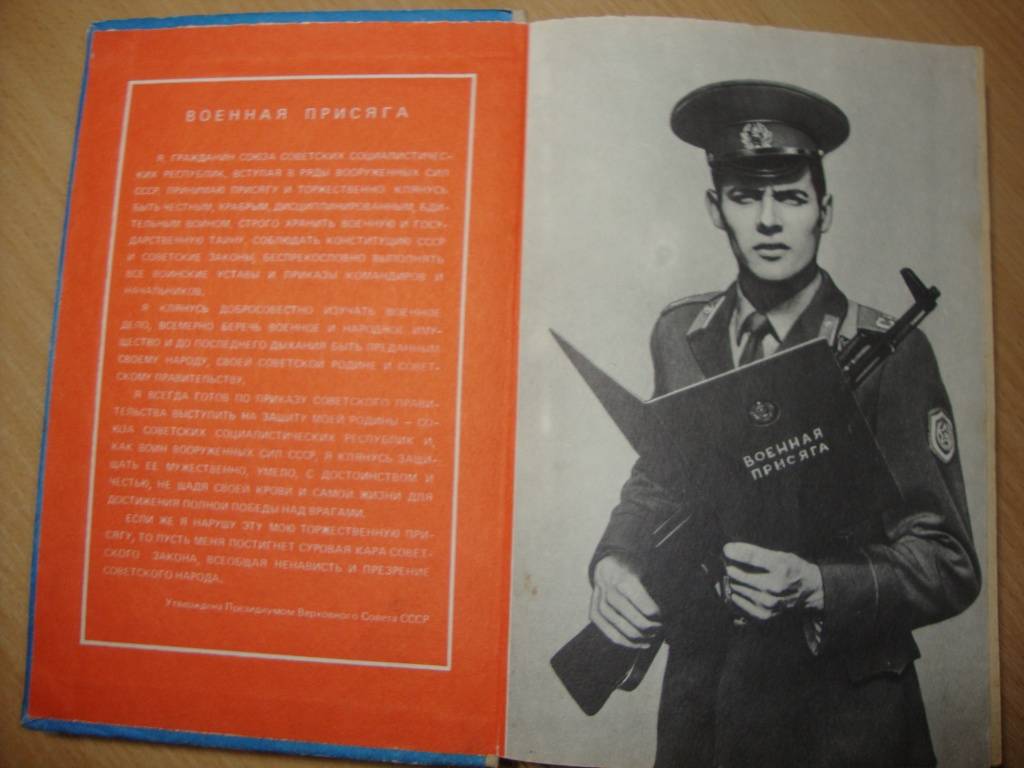 ВОЕННАЯ ПРИСЯГА
Я, ГРАЖДАНИН СОЮЗА СОВЕТСКИХ СОЦИАЛИСТИЧЕС-
КИХ РЕСПУБЛИК, ВСТУПАЯ В РЯДЫ ВООРУЖЕННЫХ СИЛ
СССР, ПРИНИМАЮ ПРИСЯГУ И ТОРЖЕСТВЕННО КЛЯНУСЬ
БЫТЬ ЧЕСТНЫМ, ХРАБРЫМ, ДИСЦИПЛИНИРОВАННЫМ, БДИ-
ТЕЛЬНЫМ ВОИНОМ, СТРОГО ХРАНИТЬ ВОЕННУЮ И ГОСУ-
ДАРСТВЕННУЮ ТАЙНУ, СОБЛЮДАТЬ КОНСТИТУЦИЮ СССР
И СОВЕТСКИЕ ЗАКОНЫ, БЕСПРЕКОСЛОВНО ВЫПОЛНЯТЬ
ВСЕ ВОИНСКИЕ УСТАВЫ И ПРИКАЗЫ КОМАНДИРОВ И
НАЧАЛЬНИКОВ.
Я КЛЯНУСЬ ДОБРОСОВЕСТНО ИЗУЧАТЬ ВОЕННОЕ
ДЕЛО, ВСЕМЕРНО БЕРЕЧЬ ВОЕННОЕ И НАРОДНОЕ ИМУ-
ЩЕСТВО И ДО ПОСЛЕДНЕГО ДЫХАНИЯ БЫТЬ ПРЕДАННЫМ
СВОЕМУ НАРОДУ, СВОЕЙ СОВЕТСКОЙ РОДИНЕ И СОВЕТ-
СКОМУ ПРАВИТЕЛЬСТВУ.
Я ВСЕГДА ГОТОВ ПО ПРИКАЗУ СОВЕТСКОГО ПРАВИ-
ТЕЛЬСТВА ВЫСТУПИТЬ НА ЗАЩИТУ МОЕЙ РОДИНЫ – СО-
ЮЗА СОВЕТСКИХ СОЦИАЛИСТИЧЕСКИХ РЕСПУБЛИК И,
КАК ВОИН ВООРУЖЕННЫХ СИЛ СССР, Я КЛЯНУСЬ ЗАЩИ-
ЩАТЬ ЕЕ МУЖЕСТВЕННО, УМЕЛО, С ДОСТОИНСТВОМ И
ЧЕСТЬЮ, НЕ ЩАДЯ СВОЕЙ КРОВИ И САМОЙ ЖИЗНИ ДЛЯ
ДОСТИЖЕНИЯ ПОЛНОЙ ПОБЕДЫ НАД ВРАГАМИ.
ЕСЛИ ЖЕ Я НАРУШУ ЭТУ МОЮ ТОРЖЕСТВЕННУЮ ПРИ-
СЯГУ, ТО ПУСТЬ МЕНЯ ПОСТИГНЕТ СУРОВАЯ КАРА СОВЕТ-
СКОГО ЗАКОНА, ВСЕОБЩАЯ НЕНАВИСТЬ И ПРЕЗРЕНИЕ
СОВЕТСКОГО НАРОДА.
Утверждена Президиумом Верховного Совета СССР
ВОЕННАЯ
ПРИСЯГА